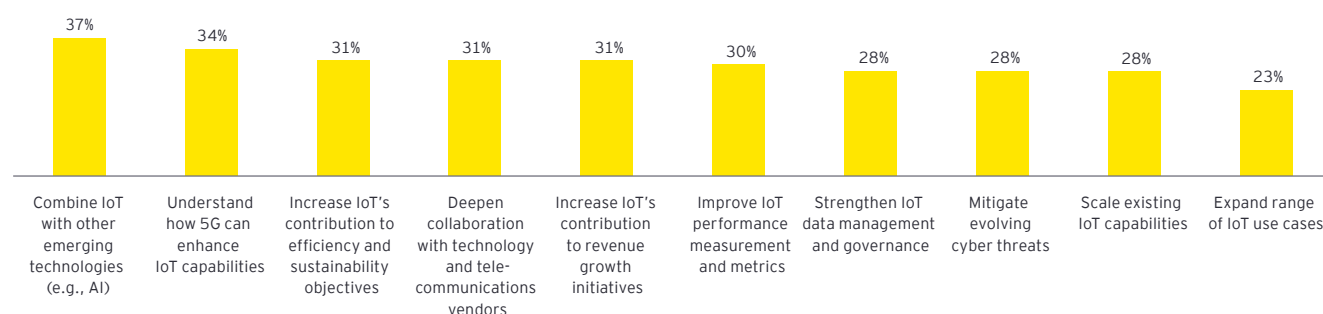 37%
34%
31%
31%
31%
30%
28%
28%
28%
23%
Combine IoT
with other
emerging
technologies
(e.g., AI)
Understand
how 5G can
enhance
IoT capabilities
Increase IoT's
contribution to
efficiency and
sustainability
objectives
Deepen
collaboration
with technology
and tele-
communications
vendors
Increase IoT's
contribution
to revenue
growth
initiatives
Improve IoT
performance
measurement
and metrics
Strengthen IoT
data management
and governance
Mitigate
evolving
cyber threats
Scale existing
IoT capabilities
Expand range
of IoT use cases